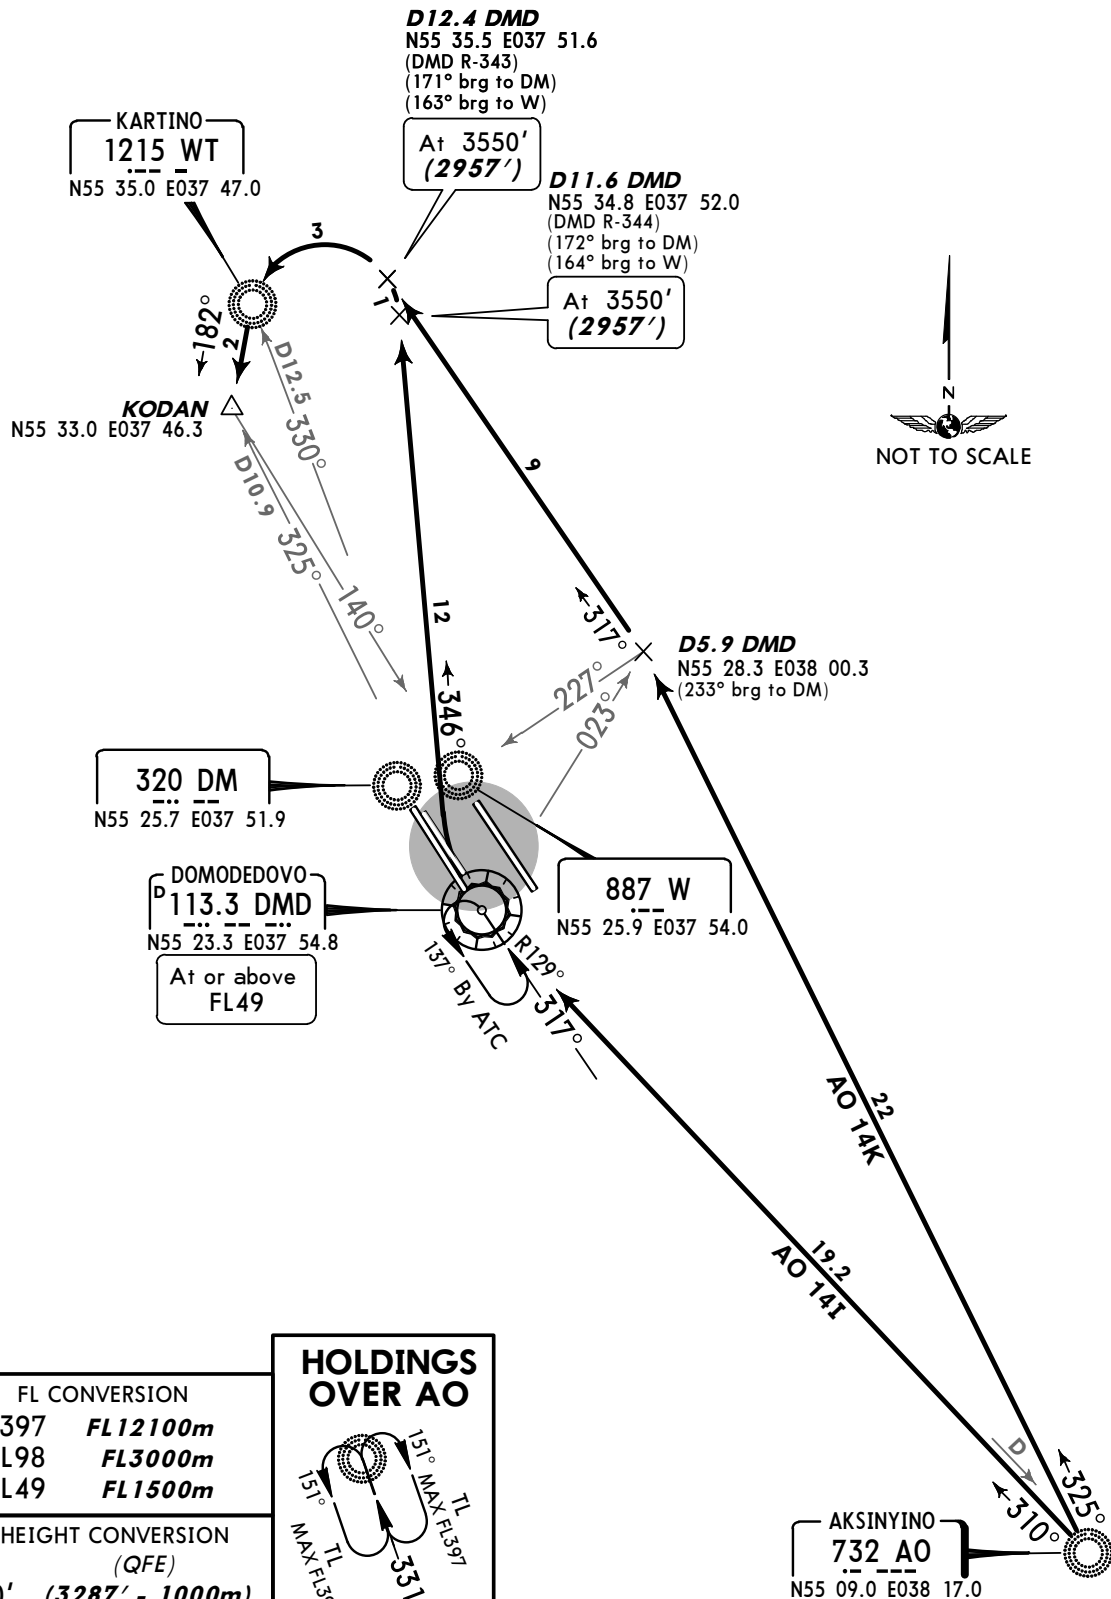 D12.4 DMD
N55 35.5 E037 51.6
(DMD R-343)
(171° brg to DM)
(163° brg to W)
At 3550'
(2957')
KARTINO
1215 WT
N55 35.0 E037 47.0
D11.6 DMD
N55 34.8 E037 52.0
(DMD R-344)
(172° brg to DM)
(164° brg to W)
At 3550'
(2957')
3
1
182°
2
KODAN
N55 33.0 E037 46.3
D12.5 330°
D10.9 325°
140°
N
NOT TO SCALE
9
12
346°
317°
D5.9 DMD
N55 28.3 E038 00.3
(233° brg to DM)
227°
023°
320 DM
N55 25.7 E037 51.9
887 W
N55 25.9 E037 54.0
DOMODEDOVO
D 113.3 DMD
N55 23.3 E037 54.8
At or above
FL49
R129°
137° By ATC
317°
22
AO 14K
19.2
AO 14I
D
325°
310°
AKSINYINO
732 AO
N55 09.0 E038 17.0
HOLDINGS
OVER AO
151°
TL
MAX FL397
151°
TL
331
FL CONVERSION
397 FL12100m
L98 FL3000m
L49 FL1500m
HEIGHT CONVERSION
(QFE)
0' (3287' - 1000m)